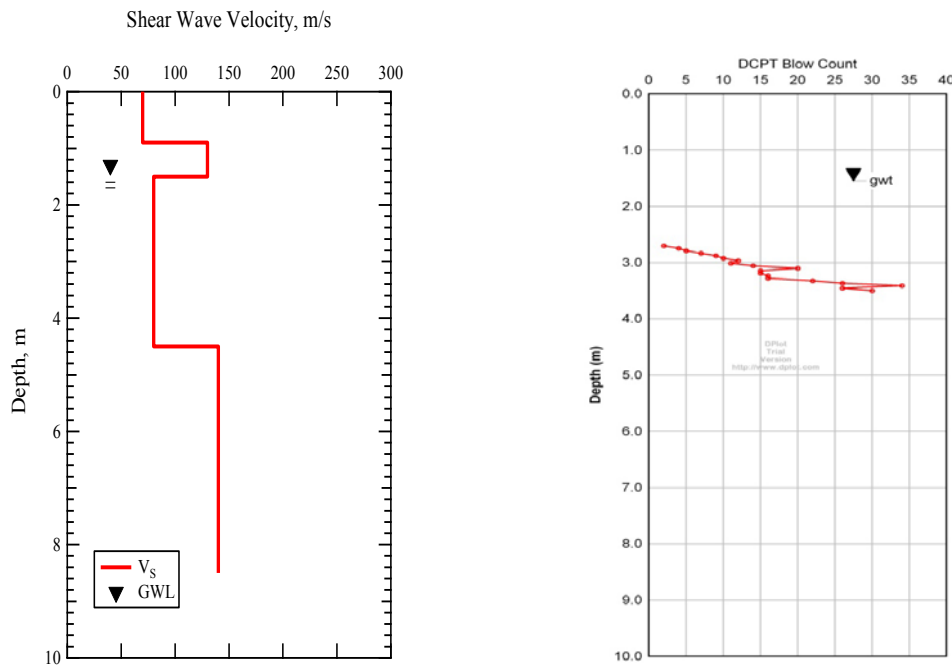 Shear Wave Velocity, m/s
0 50 100 150 200 250 300
0
2
4
6
8
10
Depth, m
V_S
GWL
DCPT Blow Count
0 5 10 15 20 25 30 35 40
0.0
1.0
2.0
3.0
4.0
5.0
6.0
7.0
8.0
9.0
10.0
Depth (m)
gwt
DPlot
Trial
Version
http://www.dplot.com